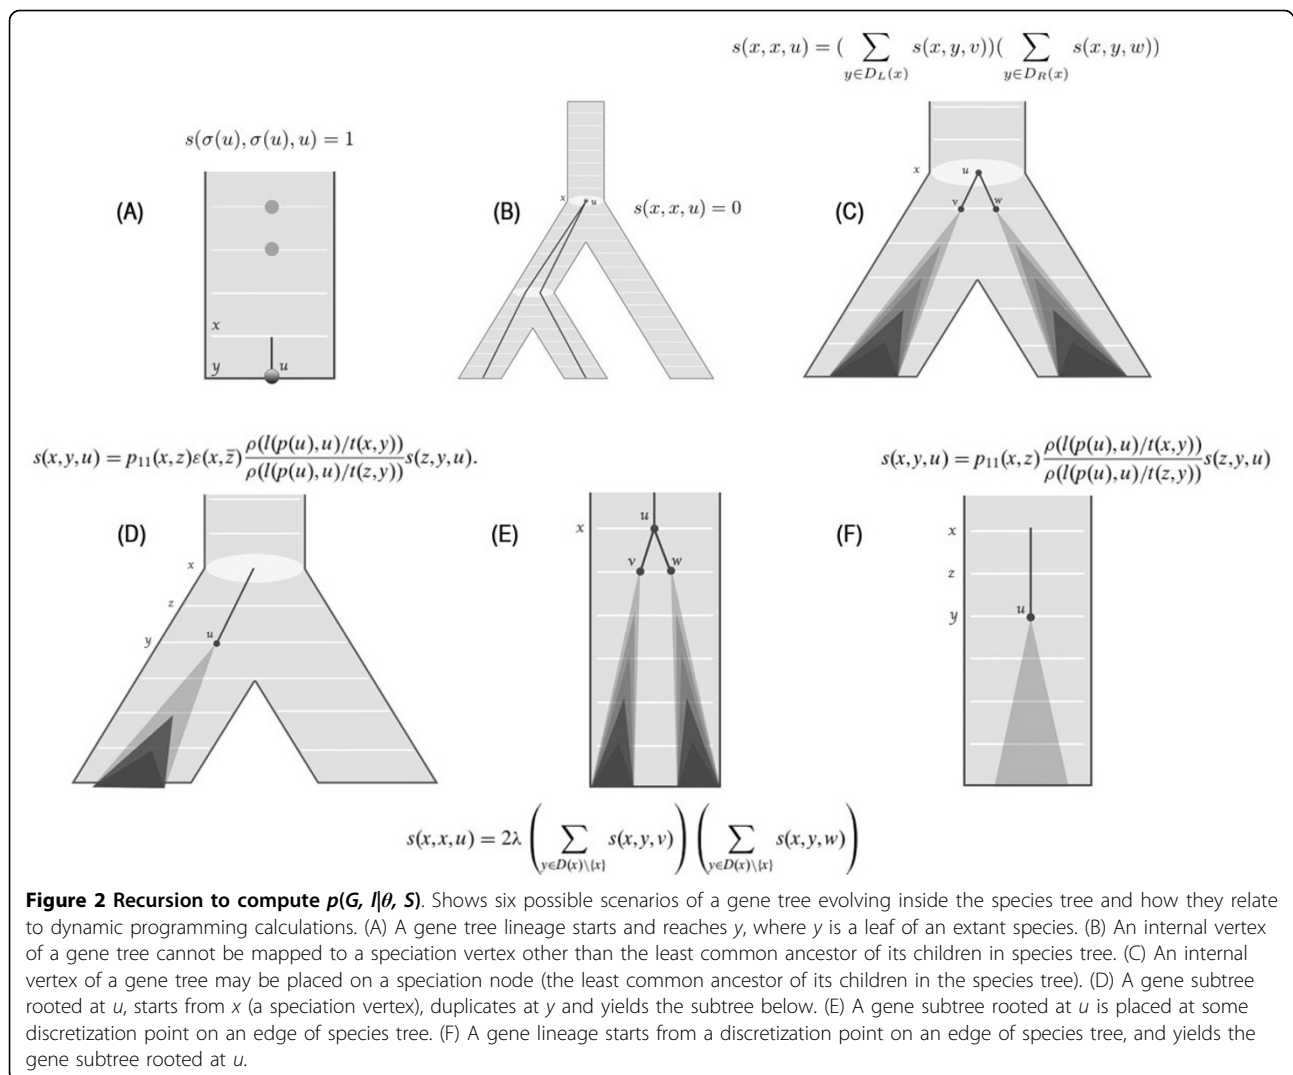 s(x, x, u) = ( ∑_{y∈D_L(x)} s(x, y, v))( ∑_{y∈D_R(x)} s(x, y, w))
s(σ(u), σ(u), u) = 1
(A)
x
y
u
(B)
x
u
s(x, x, u) = 0
(C)
x
u
v
w
s(x,y,u) = p₁₁(x,z)ε(x,z̄) ρ(l(p(u),u)/t(x,y)) / ρ(l(p(u),u)/t(z,y)) s(z,y,u).
s(x,y,u) = p₁₁(x,z) ρ(l(p(u),u)/t(x,y)) / ρ(l(p(u),u)/t(z,y)) s(z,y,u)
(D)
x
z
y
u
(E)
x
u
v
w
(F)
x
z
y
u
s(x,x,u) = 2λ ( ∑_{y∈D(x)\{x}} s(x,y,v) ) ( ∑_{y∈D(x)\{x}} s(x,y,w) )
Figure 2 Recursion to compute p(G, l|θ, S). Shows six possible scenarios of a gene tree evolving inside the species tree and how they relate
to dynamic programming calculations. (A) A gene tree lineage starts and reaches y, where y is a leaf of an extant species. (B) An internal vertex
of a gene tree cannot be mapped to a speciation vertex other than the least common ancestor of its children in species tree. (C) An internal
vertex of a gene tree may be placed on a speciation node (the least common ancestor of its children in the species tree). (D) A gene subtree
rooted at u, starts from x (a speciation vertex), duplicates at y and yields the subtree below. (E) A gene subtree rooted at u is placed at some
discretization point on an edge of species tree. (F) A gene lineage starts from a discretization point on an edge of species tree, and yields the
gene subtree rooted at u.